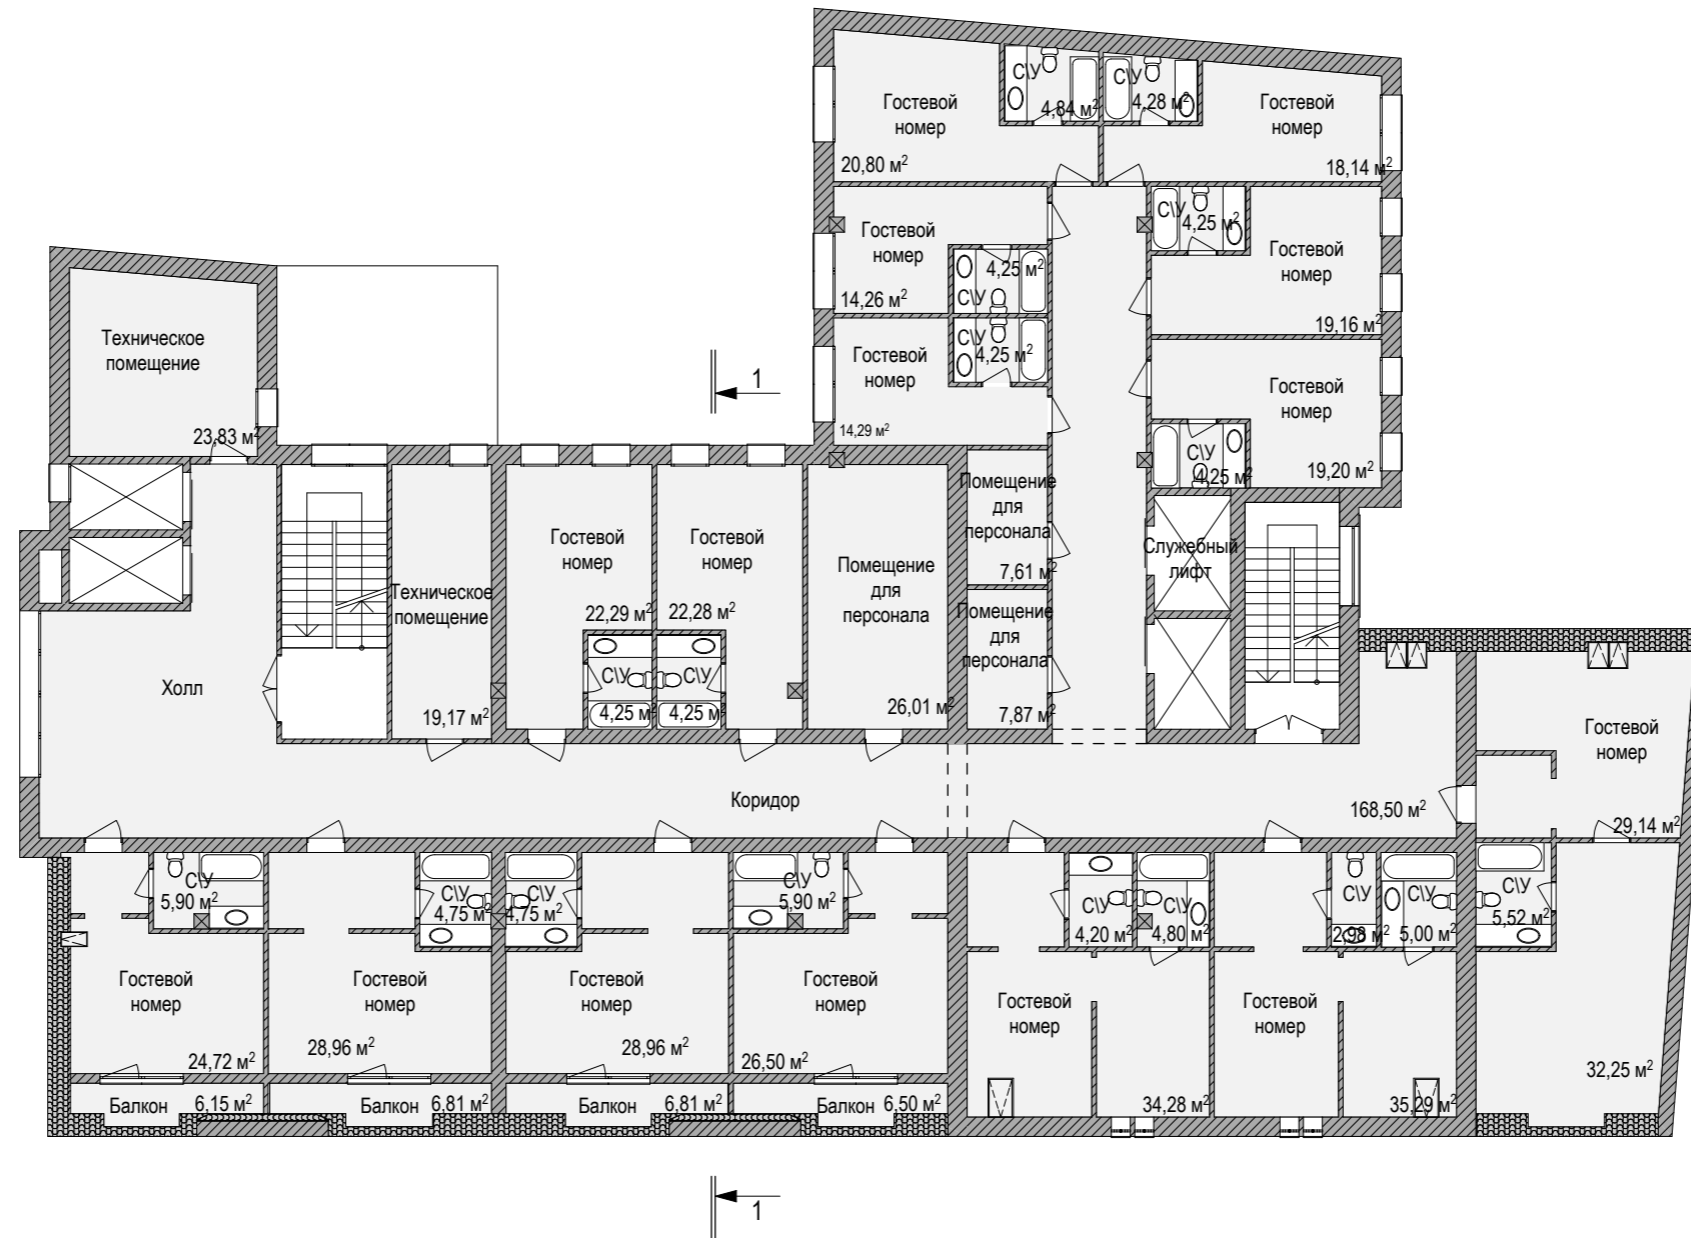 С\У
4,84 м²
С\У
4,28 м²
Гостевой
номер
20,80 м²
Гостевой
номер
18,14 м²
Гостевой
номер
14,26 м²
4,25 м²
С\У
С\У
4,25 м²
Гостевой
номер
19,16 м²
С\У
4,25 м²
Гостевой
номер
14,29 м²
Гостевой
номер
19,20 м²
С\У
4,25 м²
Техническое
помещение
23,83 м²
1
Гостевой
номер
22,29 м²
Гостевой
номер
22,28 м²
Помещение
для
персонала
26,01 м²
Помещение
для
персонала
7,61 м²
Помещение
для
персонала
7,87 м²
Служебный
лифт
Техническое
помещение
19,17 м²
С\У
4,25 м²
С\У
4,25 м²
Холл
Коридор
168,50 м²
Гостевой
номер
29,14 м²
С\У
5,90 м²
С\У
4,75 м²
С\У
4,75 м²
С\У
5,90 м²
С\У
4,20 м²
С\У
4,80 м²
С\У
2,98 м²
С\У
5,00 м²
С\У
5,52 м²
Гостевой
номер
24,72 м²
Гостевой
номер
28,96 м²
Гостевой
номер
28,96 м²
Гостевой
номер
26,50 м²
Гостевой
номер
34,28 м²
Гостевой
номер
35,29 м²
32,25 м²
Балкон 6,15 м²
Балкон 6,81 м²
Балкон 6,81 м²
Балкон 6,50 м²
1